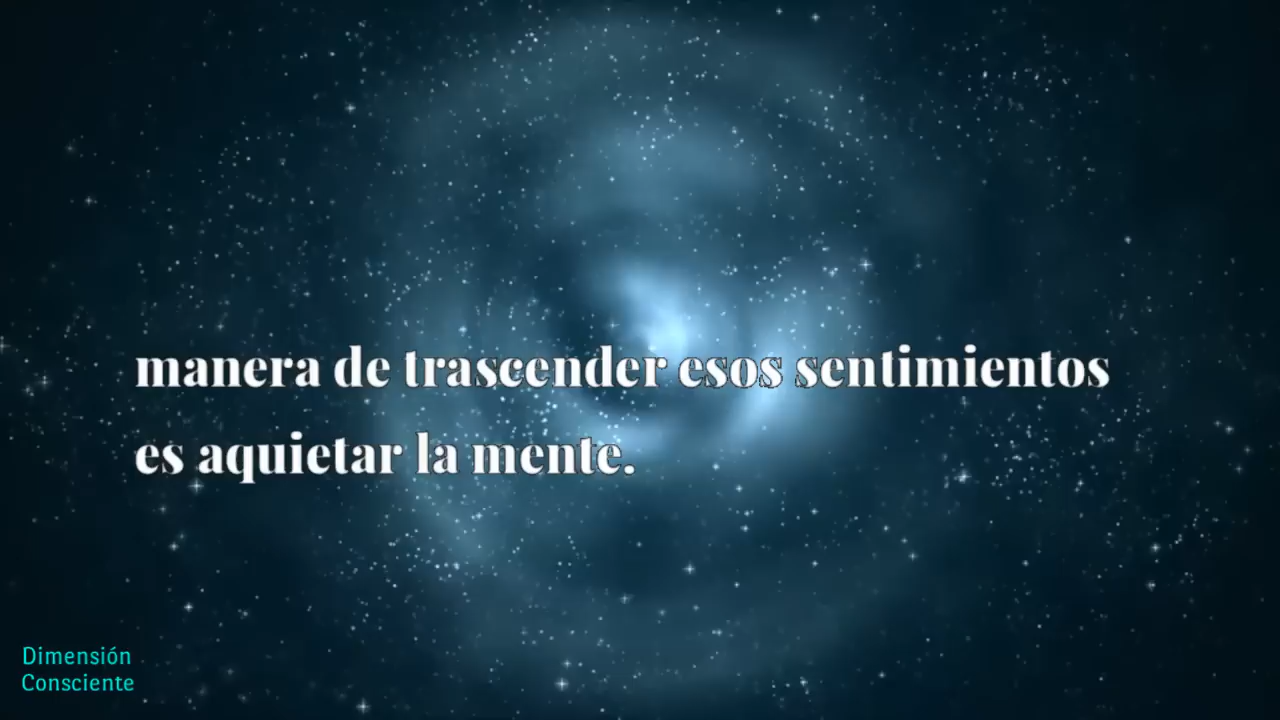 manera de trascender esos sentimientos
es aquietar la mente.
Dimensión
Consciente